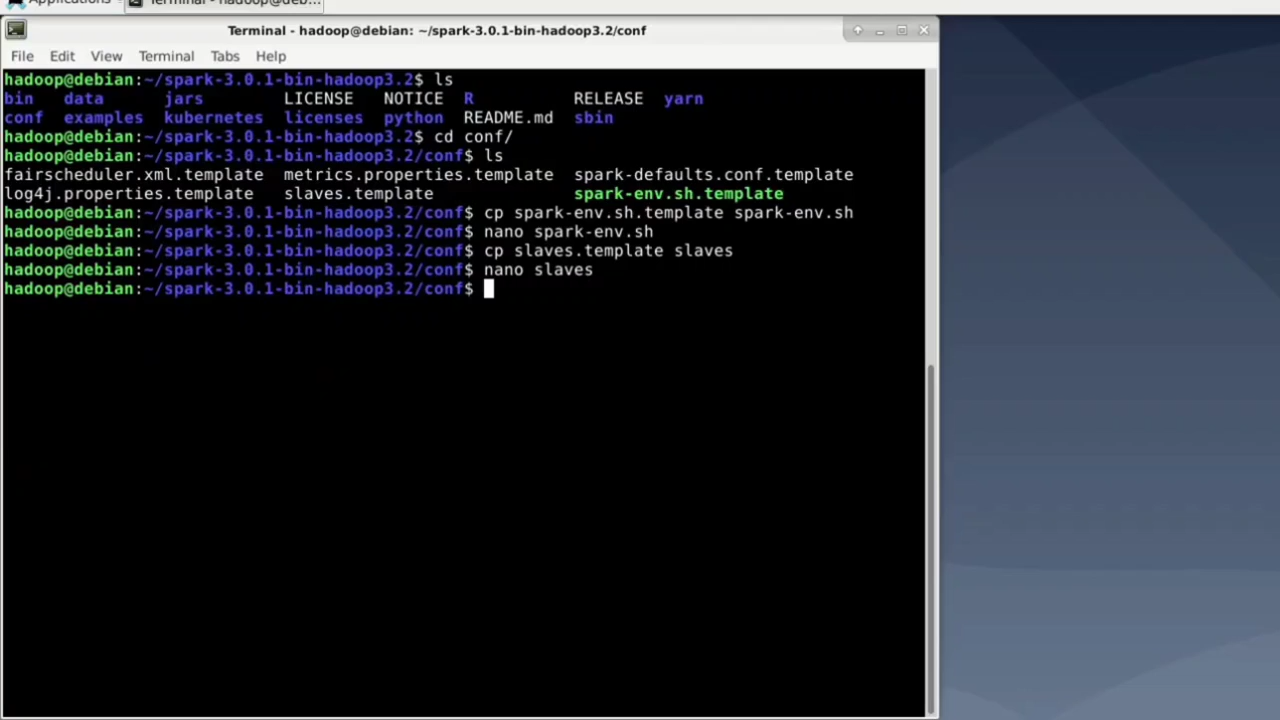 Applications
Terminal - hadoop@deb...
Terminal - hadoop@debian: ~/spark-3.0.1-bin-hadoop3.2/conf
File Edit View Terminal Tabs Help
hadoop@debian:~/spark-3.0.1-bin-hadoop3.2$ ls
bin data jars LICENSE NOTICE R RELEASE yarn
conf examples kubernetes licenses python README.md sbin
hadoop@debian:~/spark-3.0.1-bin-hadoop3.2$ cd conf/
hadoop@debian:~/spark-3.0.1-bin-hadoop3.2/conf$ ls
fairscheduler.xml.template metrics.properties.template spark-defaults.conf.template
log4j.properties.template slaves.template spark-env.sh.template
hadoop@debian:~/spark-3.0.1-bin-hadoop3.2/conf$ cp spark-env.sh.template spark-env.sh
hadoop@debian:~/spark-3.0.1-bin-hadoop3.2/conf$ nano spark-env.sh
hadoop@debian:~/spark-3.0.1-bin-hadoop3.2/conf$ cp slaves.template slaves
hadoop@debian:~/spark-3.0.1-bin-hadoop3.2/conf$ nano slaves
hadoop@debian:~/spark-3.0.1-bin-hadoop3.2/conf$